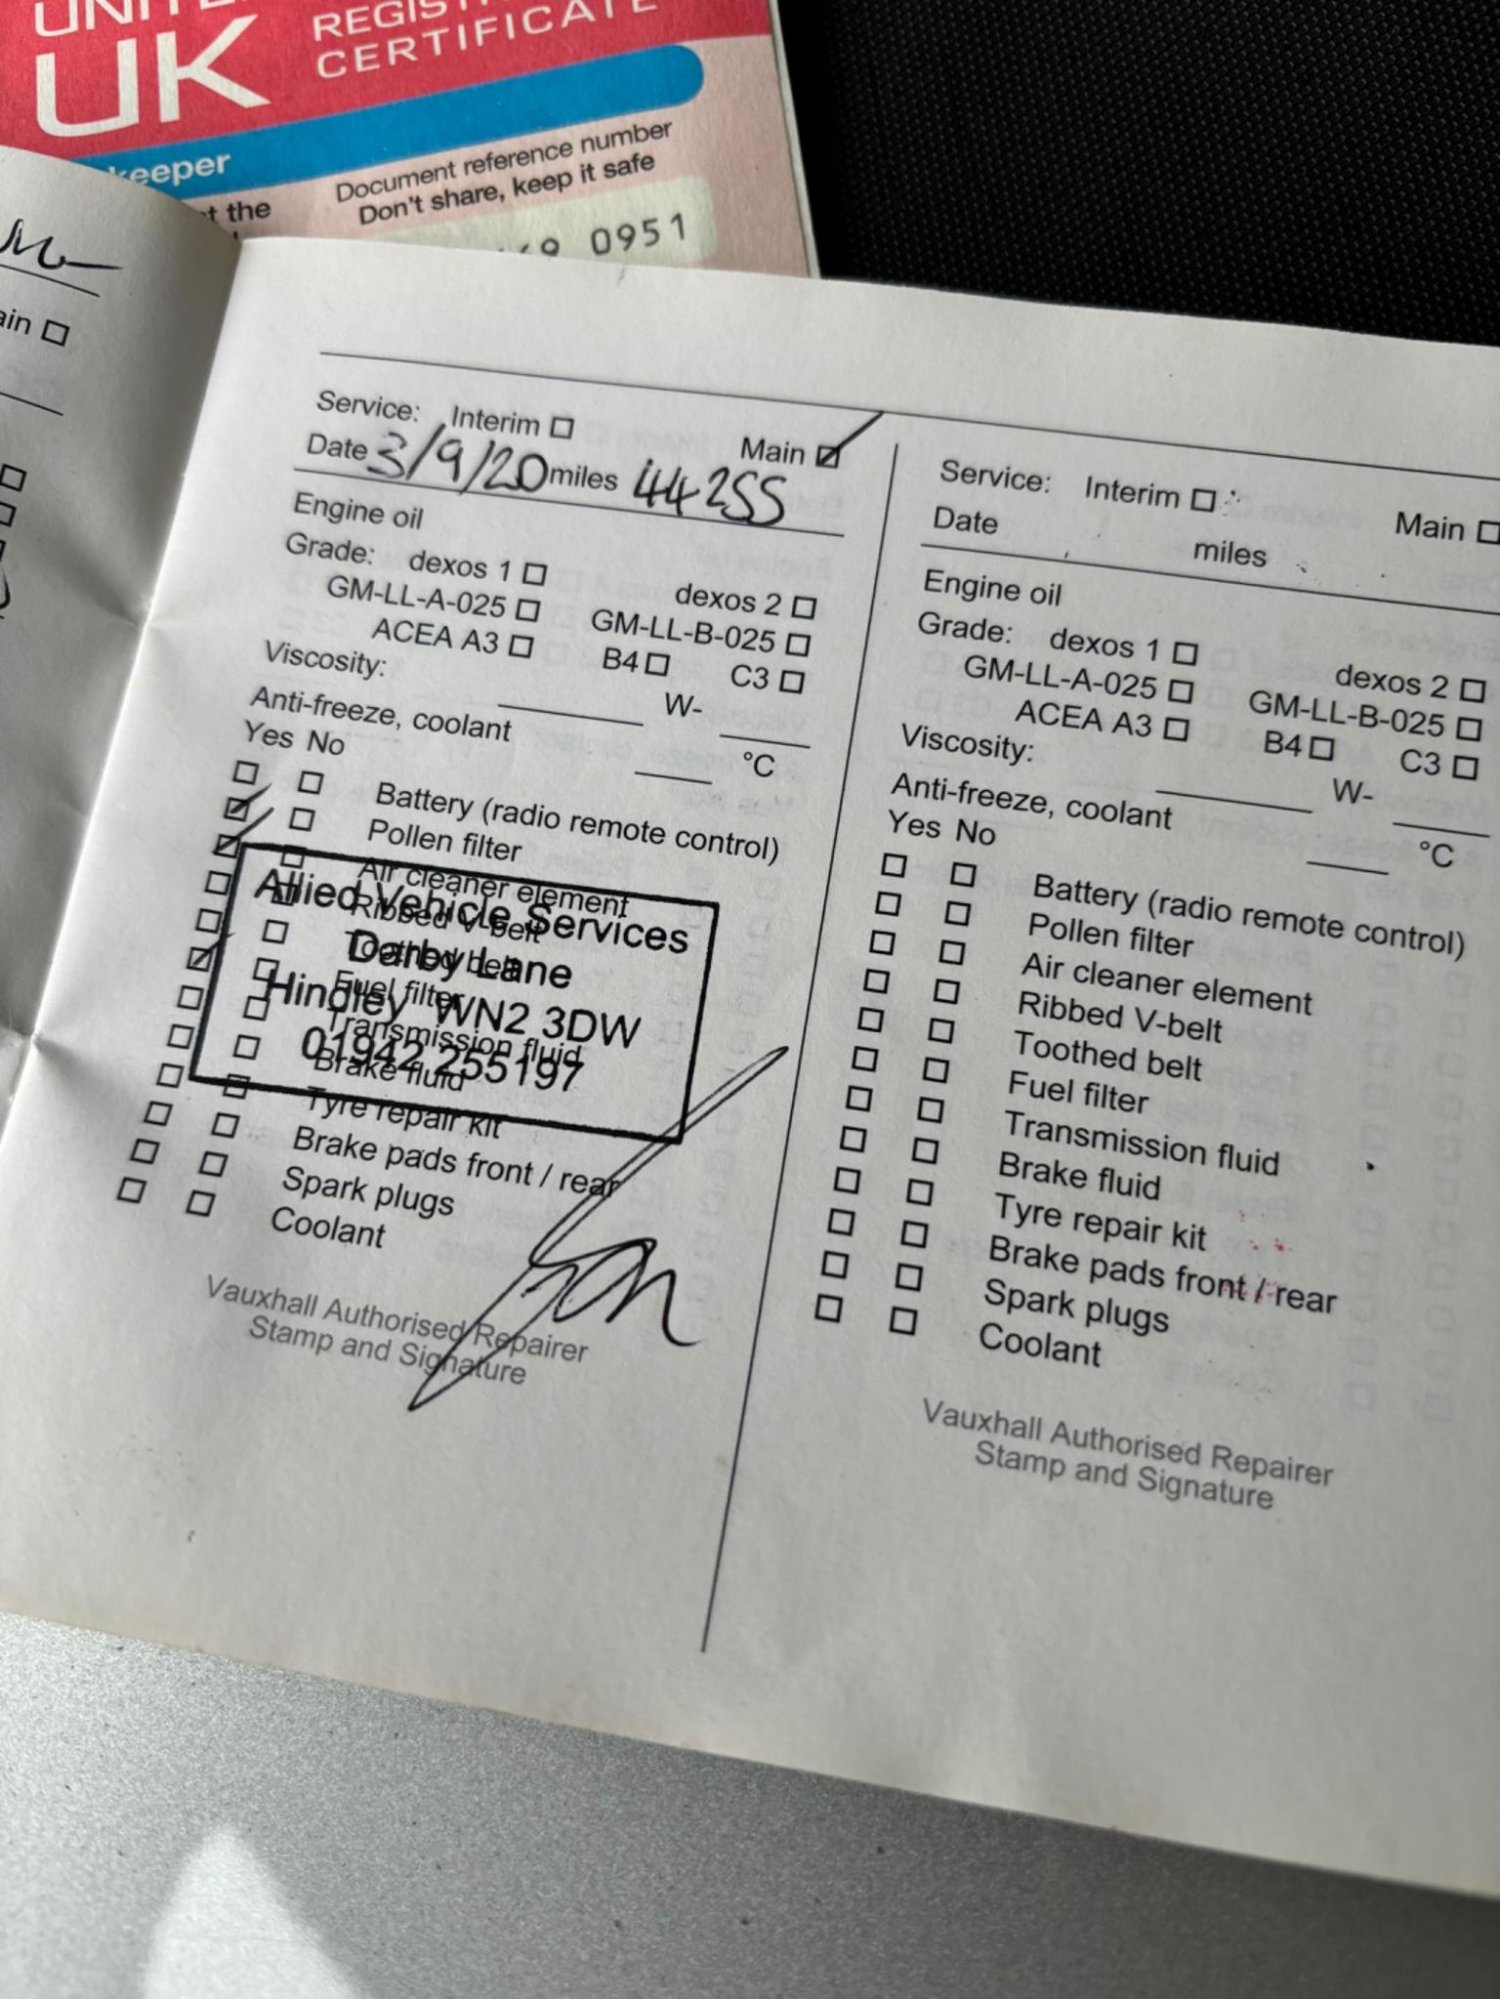 UK
REGIS
CERTIFICATE
keeper
Document reference number
Don't share, keep it safe
t the
0951
ain
Service: Interim
Main
Date 3/9/20 miles 44255
Engine oil
Grade: dexos 1
dexos 2
GM-LL-A-025
GM-LL-B-025
ACEA A3
B4
C3
Viscosity:
W-
Anti-freeze, coolant
°C
Yes No
Battery (radio remote control)
Pollen filter
Air cleaner element
Ribbed V-belt
Toothed belt
Fuel filter
Transmission fluid
Brake fluid
Tyre repair kit
Brake pads front / rear
Spark plugs
Coolant
Allied Vehicle Services
Darby Lane
Hindley WN2 3DW
01942 255197
Vauxhall Authorised Repairer
Stamp and Signature
Service: Interim
Main
Date
miles
Engine oil
Grade: dexos 1
dexos 2
GM-LL-A-025
GM-LL-B-025
ACEA A3
B4
C3
Viscosity:
W-
Anti-freeze, coolant
°C
Yes No
Battery (radio remote control)
Pollen filter
Air cleaner element
Ribbed V-belt
Toothed belt
Fuel filter
Transmission fluid
Brake fluid
Tyre repair kit
Brake pads front / rear
Spark plugs
Coolant
Vauxhall Authorised Repairer
Stamp and Signature